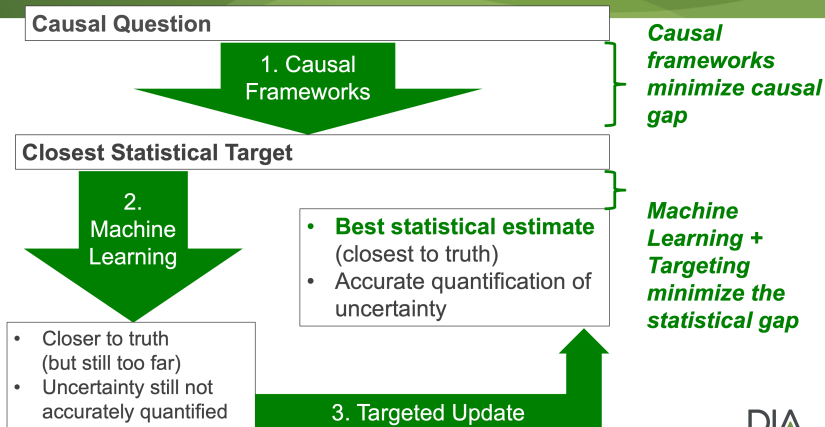 Causal Question
1. Causal
Frameworks
Causal
frameworks
minimize causal
gap
Closest Statistical Target
2.
Machine
Learning
• Best statistical estimate
(closest to truth)
• Accurate quantification of
uncertainty
Machine
Learning +
Targeting
minimize the
statistical gap
• Closer to truth
(but still too far)
• Uncertainty still not
accurately quantified
3. Targeted Update
DIA